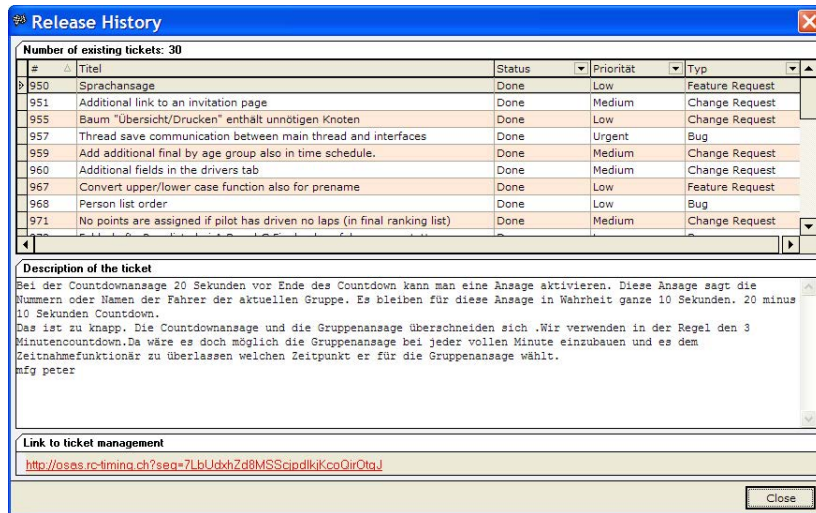 Release History
Number of existing tickets: 30
# Titel Status Priorität Typ
950 Sprachansage Done Low Feature Request
951 Additional link to an invitation page Done Medium Change Request
955 Baum "Übersicht/Drucken" enthält unnötigen Knoten Done Low Change Request
957 Thread save communication between main thread and interfaces Done Urgent Bug
959 Add additional final by age group also in time schedule. Done Medium Change Request
960 Additional fields in the drivers tab Done Medium Change Request
967 Convert upper/lower case function also for prename Done Low Feature Request
968 Person list order Done Low Bug
971 No points are assigned if pilot has driven no laps (in final ranking list) Done Medium Change Request
Description of the ticket
Bei der Countdownansage 20 Sekunden vor Ende des Countdown kann man eine Ansage aktivieren. Diese Ansage sagt die
Nummern oder Namen der Fahrer der aktuellen Gruppe. Es bleiben für diese Ansage in Wahrheit ganze 10 Sekunden. 20 minus
10 Sekunden Countdown.
Das ist zu knapp. Die Countdownansage und die Gruppenansage überschneiden sich .Wir verwenden in der Regel den 3
Minutencountdown.Da wäre es doch möglich die Gruppenansage bei jeder vollen Minute einzubauen und es dem
Zeitnahmefunktionär zu überlassen welchen Zeitpunkt er für die Gruppenansage wählt.
mfg peter
Link to ticket management
Close